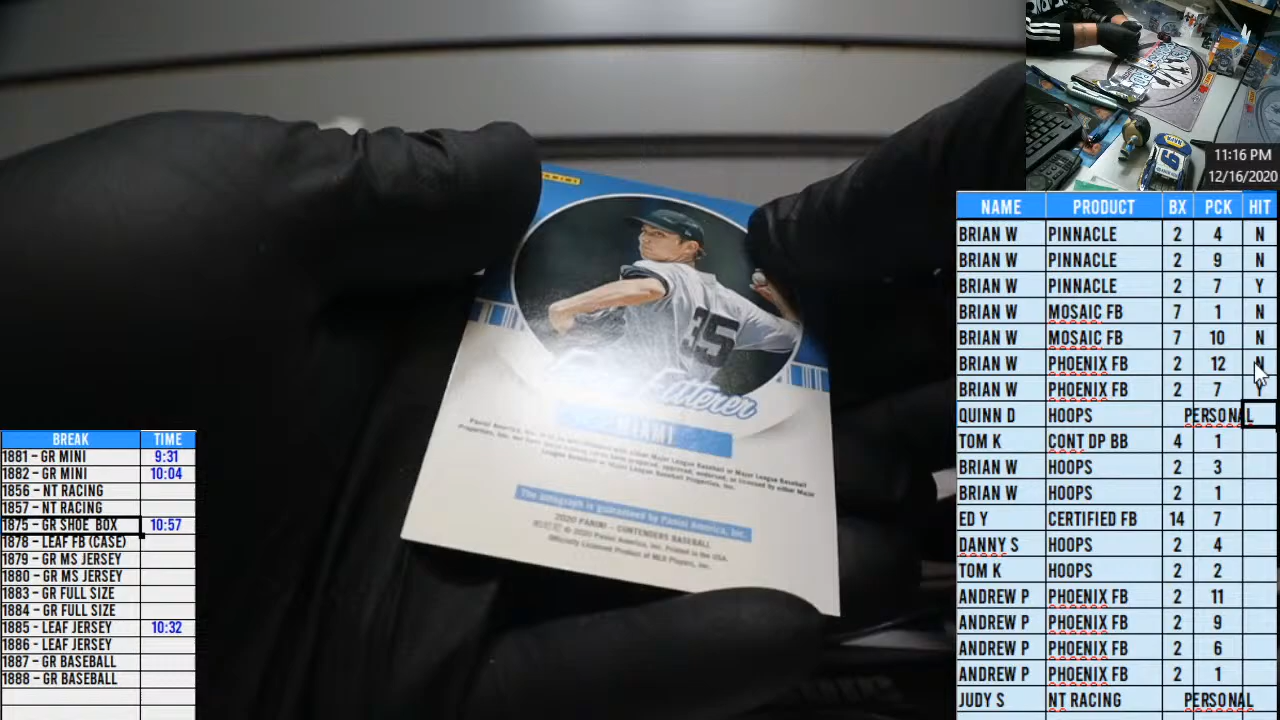 11:16 PM
12/16/2020
NAME PRODUCT BX PCK HIT
BRIAN W PINNACLE 2 4 N
BRIAN W PINNACLE 2 9 N
BRIAN W PINNACLE 2 7 Y
BRIAN W MOSAIC FB 7 1 N
BRIAN W MOSAIC FB 7 10 N
BRIAN W PHOENIX FB 2 12 N
BRIAN W PHOENIX FB 2 7 Y
QUINN D HOOPS PERSONAL
TOM K CONT DP BB 4 1
BRIAN W HOOPS 2 3
BRIAN W HOOPS 2 1
ED Y CERTIFIED FB 14 7
DANNY S HOOPS 2 4
TOM K HOOPS 2 2
ANDREW P PHOENIX FB 2 11
ANDREW P PHOENIX FB 2 9
ANDREW P PHOENIX FB 2 6
ANDREW P PHOENIX FB 2 1
JUDY S NT RACING PERSONAL
BREAK TIME
1881 - GR MINI 9:31
1882 - GR MINI 10:04
1856 - NT RACING
1857 - NT RACING
1875 - GR SHOE BOX 10:57
1878 - LEAF FB (CASE)
1879 - GR MS JERSEY
1880 - GR MS JERSEY
1883 - GR FULL SIZE
1884 - GR FULL SIZE
1885 - LEAF JERSEY 10:32
1886 - LEAF JERSEY
1887 - GR BASEBALL
1888 - GR BASEBALL
PANINI
35
MIAMI
The autograph is guaranteed by Panini America, Inc.
2020 PANINI - CONTENDERS BASEBALL
© 2020 Panini America, Inc. Printed in the USA.
Officially Licensed Product of MLB Players, Inc.